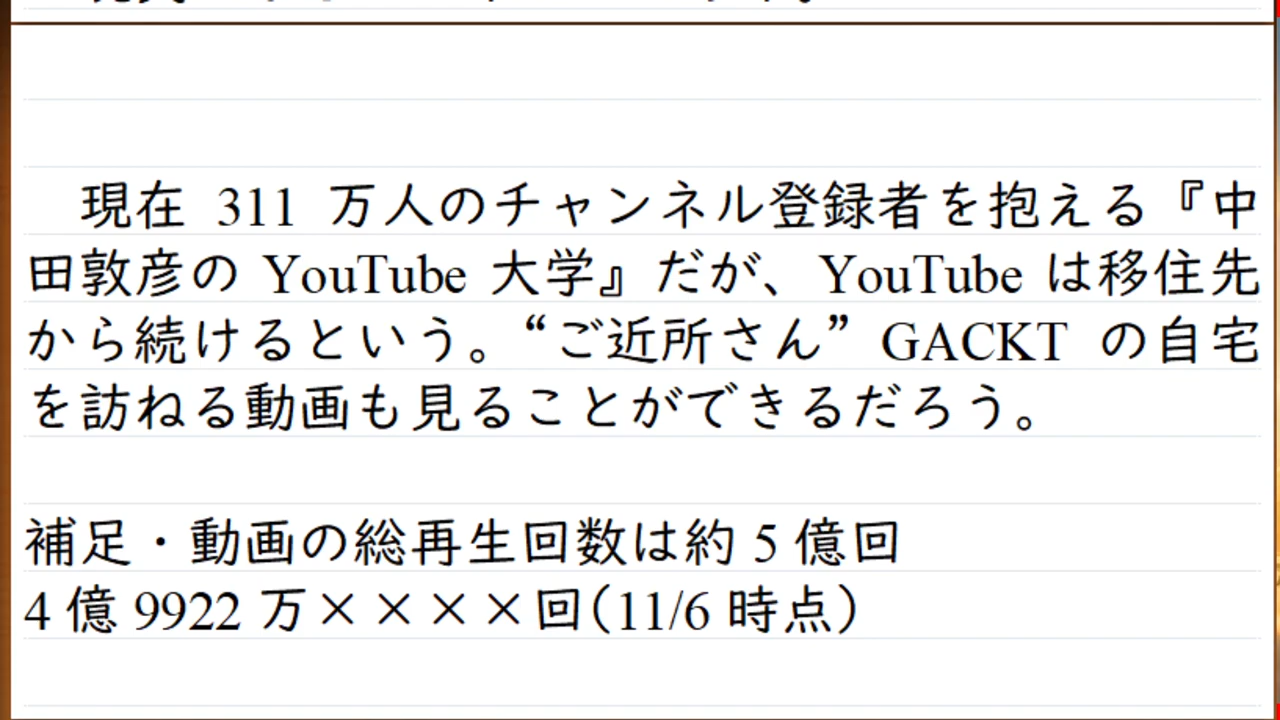 現在 311 万人のチャンネル登録者を抱える『中
田敦彦の YouTube 大学』だが、YouTube は移住先
から続けるという。“ご近所さん” GACKT の自宅
を訪ねる動画も見ることができるだろう。
補足・動画の総再生回数は約 5 億回
4 億 9922 万××××回(11/6 時点)